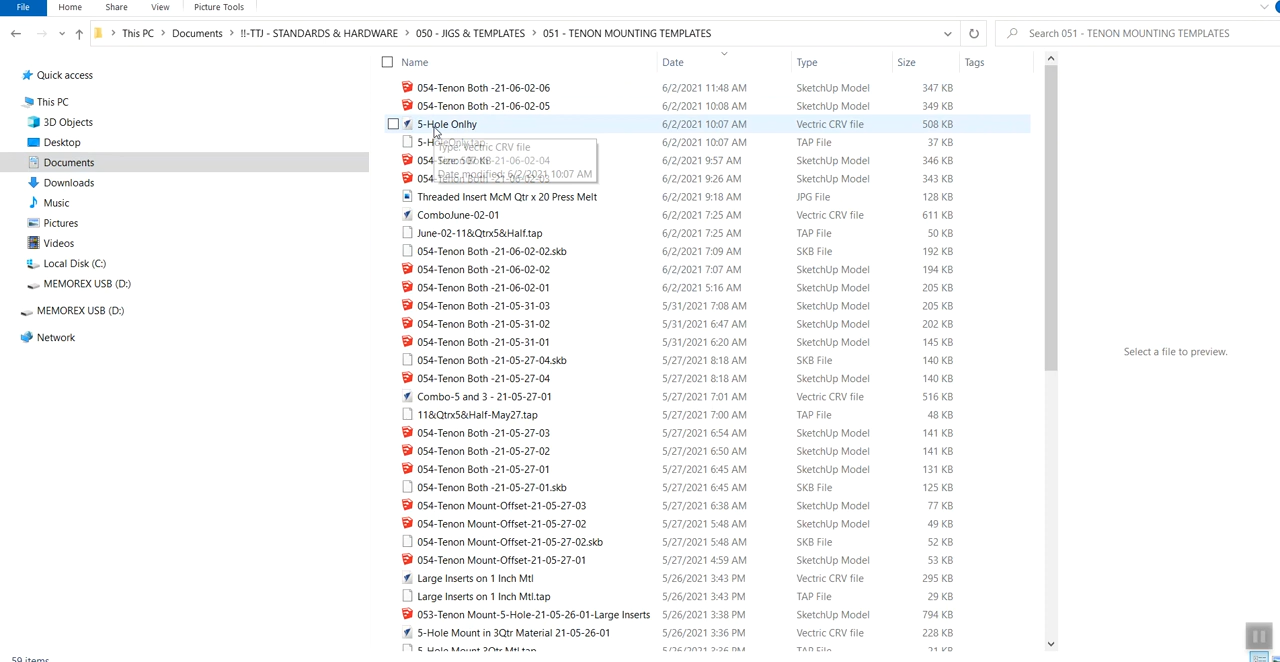 File Home Share View Picture Tools
This PC Documents !!-TTJ - STANDARDS & HARDWARE 050 - JIGS & TEMPLATES 051 - TENON MOUNTING TEMPLATES Search 051 - TENON MOUNTING TEMPLATES
Name Date Type Size Tags
Quick access
This PC
3D Objects
Desktop
Documents
Downloads
Music
Pictures
Videos
Local Disk (C:)
MEMOREX USB (D:)
MEMOREX USB (D:)
Network
054-Tenon Both -21-06-02-06 6/2/2021 11:48 AM SketchUp Model 347 KB
054-Tenon Both -21-06-02-05 6/2/2021 10:08 AM SketchUp Model 349 KB
5-Hole Onlhy 6/2/2021 10:07 AM Vectric CRV file 508 KB
5-HoleOnly.tap 6/2/2021 10:07 AM TAP File 37 KB
Type: Vectric CRV file
054-Tenon Both -21-06-02-04 6/2/2021 9:57 AM SketchUp Model 346 KB
Size: 507 KB
054-Tenon Both -21-06-02-03 6/2/2021 9:26 AM SketchUp Model 343 KB
Date modified: 6/2/2021 10:07 AM
Threaded Insert McM Qtr x 20 Press Melt 6/2/2021 9:18 AM JPG File 128 KB
ComboJune-02-01 6/2/2021 7:25 AM Vectric CRV file 611 KB
June-02-11&Qtrx5&Half.tap 6/2/2021 7:25 AM TAP File 50 KB
054-Tenon Both -21-06-02-02.skb 6/2/2021 7:09 AM SKB File 192 KB
054-Tenon Both -21-06-02-02 6/2/2021 7:07 AM SketchUp Model 194 KB
054-Tenon Both -21-06-02-01 6/2/2021 5:16 AM SketchUp Model 205 KB
054-Tenon Both -21-05-31-03 5/31/2021 7:08 AM SketchUp Model 205 KB
054-Tenon Both -21-05-31-02 5/31/2021 6:47 AM SketchUp Model 202 KB
054-Tenon Both -21-05-31-01 5/31/2021 6:20 AM SketchUp Model 145 KB
054-Tenon Both -21-05-27-04.skb 5/27/2021 8:18 AM SKB File 140 KB
054-Tenon Both -21-05-27-04 5/27/2021 8:18 AM SketchUp Model 140 KB
Combo-5 and 3 - 21-05-27-01 5/27/2021 7:01 AM Vectric CRV file 516 KB
11&Qtrx5&Half-May27.tap 5/27/2021 7:00 AM TAP File 48 KB
054-Tenon Both -21-05-27-03 5/27/2021 6:54 AM SketchUp Model 141 KB
054-Tenon Both -21-05-27-02 5/27/2021 6:50 AM SketchUp Model 141 KB
054-Tenon Both -21-05-27-01 5/27/2021 6:45 AM SketchUp Model 131 KB
054-Tenon Both -21-05-27-01.skb 5/27/2021 6:45 AM SKB File 125 KB
054-Tenon Mount-Offset-21-05-27-03 5/27/2021 6:38 AM SketchUp Model 77 KB
054-Tenon Mount-Offset-21-05-27-02 5/27/2021 5:48 AM SketchUp Model 49 KB
054-Tenon Mount-Offset-21-05-27-02.skb 5/27/2021 5:48 AM SKB File 52 KB
054-Tenon Mount-Offset-21-05-27-01 5/27/2021 4:59 AM SketchUp Model 53 KB
Large Inserts on 1 Inch Mtl 5/26/2021 3:43 PM Vectric CRV file 295 KB
Large Inserts on 1 Inch Mtl.tap 5/26/2021 3:43 PM TAP File 29 KB
053-Tenon Mount-5-Hole-21-05-26-01-Large Inserts 5/26/2021 3:38 PM SketchUp Model 794 KB
5-Hole Mount in 3Qtr Material 21-05-26-01 5/26/2021 3:36 PM Vectric CRV file 228 KB
5-Hole Mount 3Qtr Mtl.tap 5/26/2021 3:36 PM TAP File 21 KB
Select a file to preview.
59 items